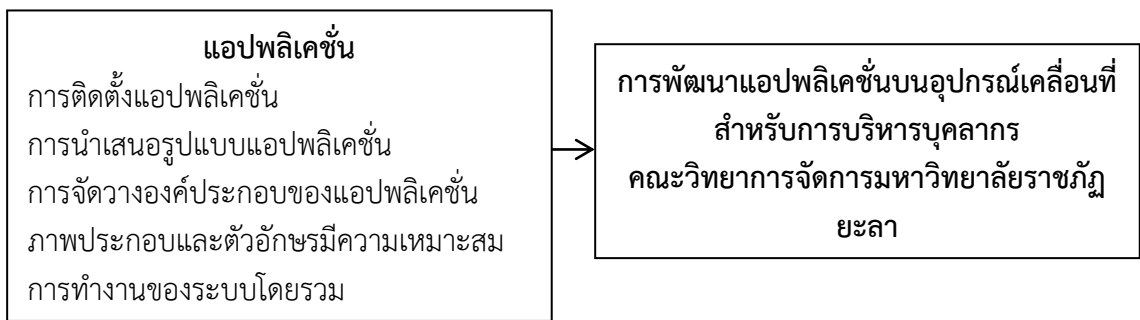 แอปพลิเคชั่น
การติดตั้งแอปพลิเคชั่น
การนำเสนอรูปแบบแอปพลิเคชั่น
การจัดวางองค์ประกอบของแอปพลิเคชั่น
ภาพประกอบและตัวอักษรมีความเหมาะสม
การทำงานของระบบโดยรวม
การพัฒนาแอปพลิเคชั่นบนอุปกรณ์เคลื่อนที่
สำหรับการบริหารบุคลากร
คณะวิทยาการจัดการมหาวิทยาลัยราชภัฏ
ยะลา